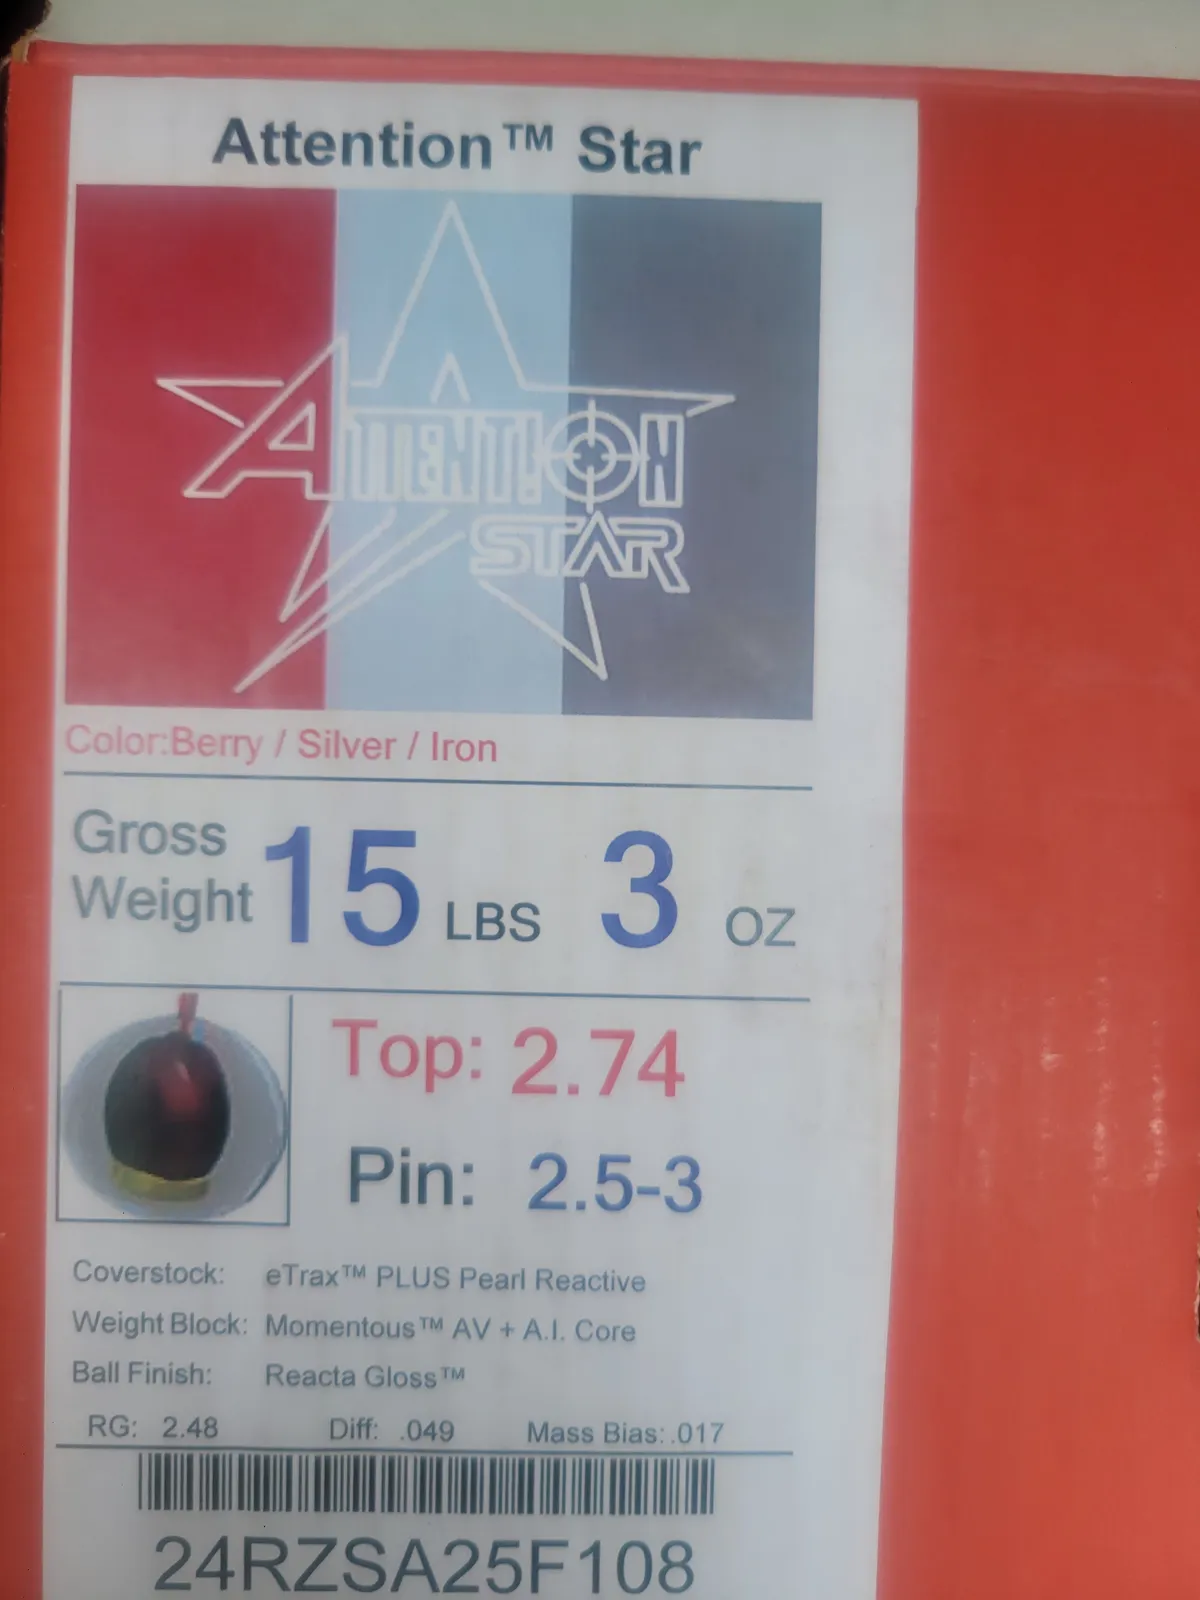 Attention™ Star
ATTENT!ON
STAR
Color:Berry / Silver / Iron
Gross Weight 15 LBS 3 OZ
Top: 2.74
Pin: 2.5-3
Coverstock: eTrax™ PLUS Pearl Reactive
Weight Block: Momentous™ AV + A.I. Core
Ball Finish: Reacta Gloss™
RG: 2.48 Diff: .049 Mass Bias: .017
24RZSA25F108